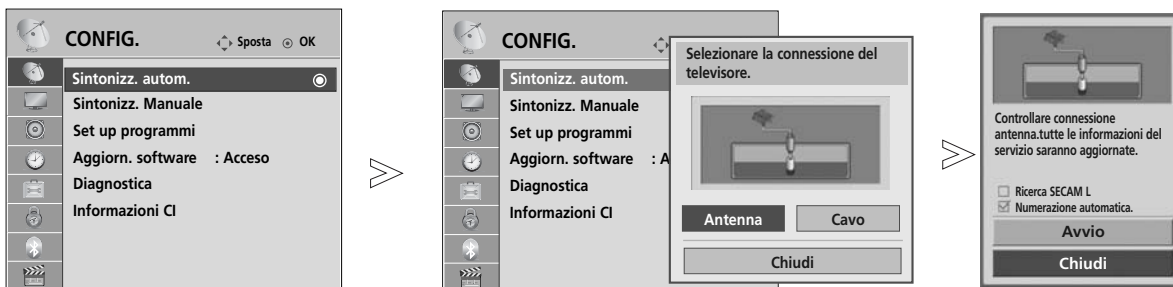 CONFIG.
Sposta
OK
Sintonizz. autom.
Sintonizz. Manuale
Set up programmi
Aggiorn. software : Acceso
Diagnostica
Informazioni CI
CONFIG.
Sintonizz. autom.
Sintonizz. Manuale
Set up programmi
Aggiorn. software : A
Diagnostica
Informazioni CI
Selezionare la connessione del
televisore.
Antenna
Cavo
Chiudi
Controllare connessione
antenna.tutte le informazioni del
servizio saranno aggiornate.
Ricerca SECAM L
Numerazione automatica.
Avvio
Chiudi